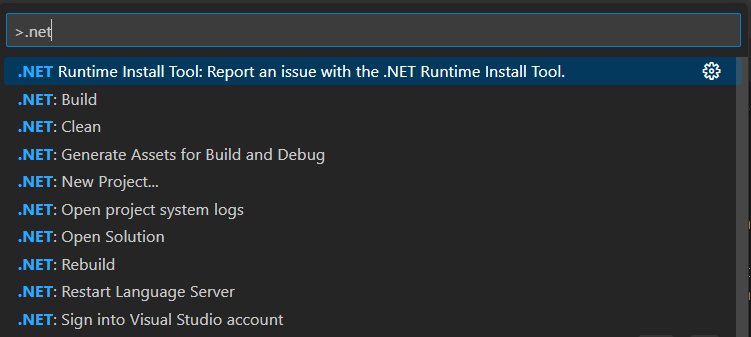 >.net
.NET Runtime Install Tool: Report an issue with the .NET Runtime Install Tool.
.NET: Build
.NET: Clean
.NET: Generate Assets for Build and Debug
.NET: New Project...
.NET: Open project system logs
.NET: Open Solution
.NET: Rebuild
.NET: Restart Language Server
.NET: Sign into Visual Studio account